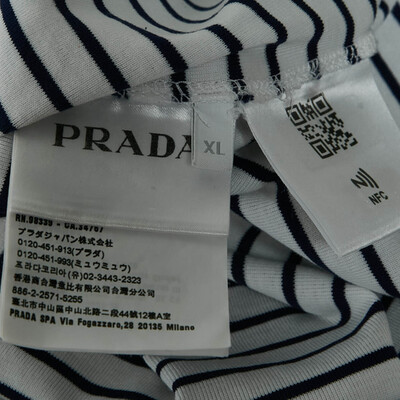 PRADA
XL
RN.90339 - CA.34707
プラダジャパン株式会社
0120-451-913(プラダ)
0120-451-993(ミュウミュウ)
프라다코리아(유) 02-3443-2323
香港商台灣普拉達有限公司台灣分公司
886-2-2571-5255
臺北市中山區中山北路二段44號12樓A室
PRADA SPA Via Fogazzaro,28 20135 Milano
NFC